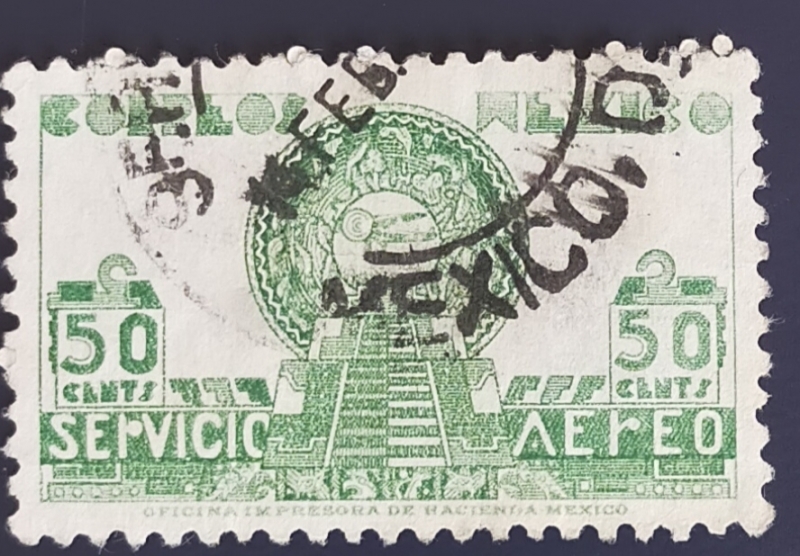 CORREOS MEXICO
FEB.
MEXICO, D.
50 CENTS
50 CENTS
SERVICIO AEREO
OFICINA IMPRESORA DE HACIENDA-MEXICO